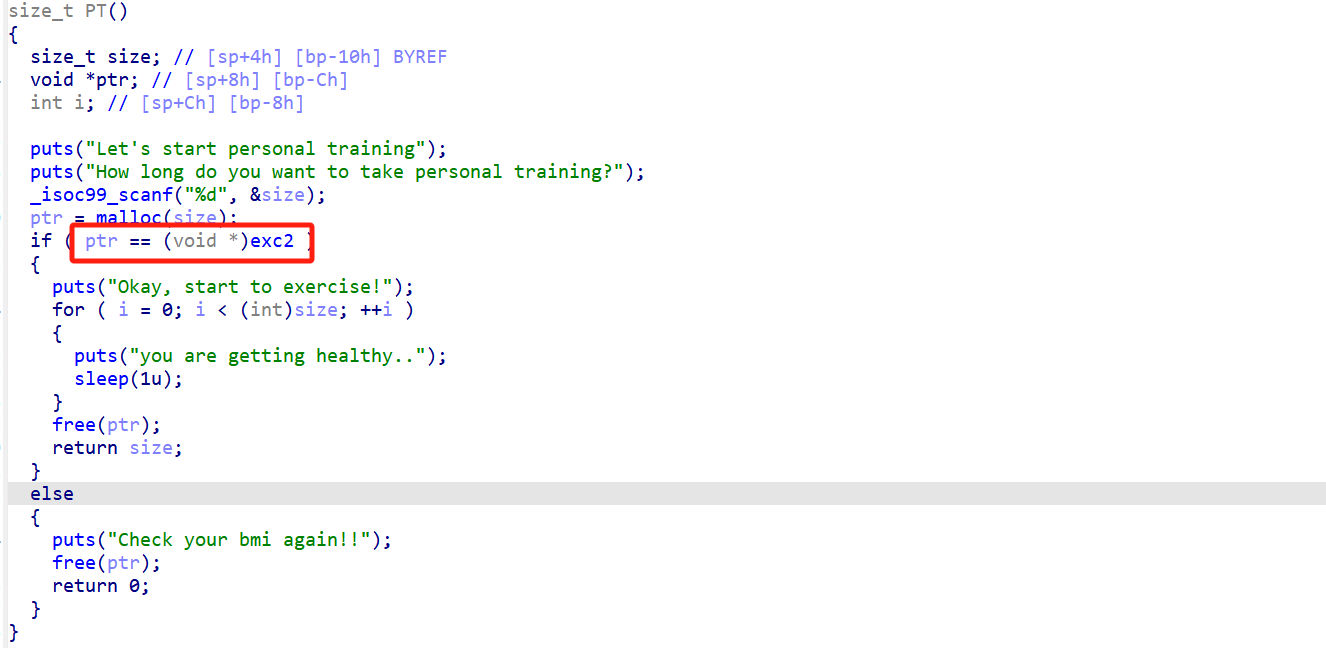 size_t PT()
{
  size_t size; // [sp+4h] [bp-10h] BYREF
  void *ptr; // [sp+8h] [bp-Ch]
  int i; // [sp+Ch] [bp-8h]

  puts("Let's start personal training");
  puts("How long do you want to take personal training?");
  _isoc99_scanf("%d", &size);
  ptr = malloc(size);
  if ( ptr == (void *)exc2 )
  {
    puts("Okay, start to exercise!");
    for ( i = 0; i < (int)size; ++i )
    {
      puts("you are getting healthy..");
      sleep(1u);
    }
    free(ptr);
    return size;
  }
  else
  {
    puts("Check your bmi again!!");
    free(ptr);
    return 0;
  }
}